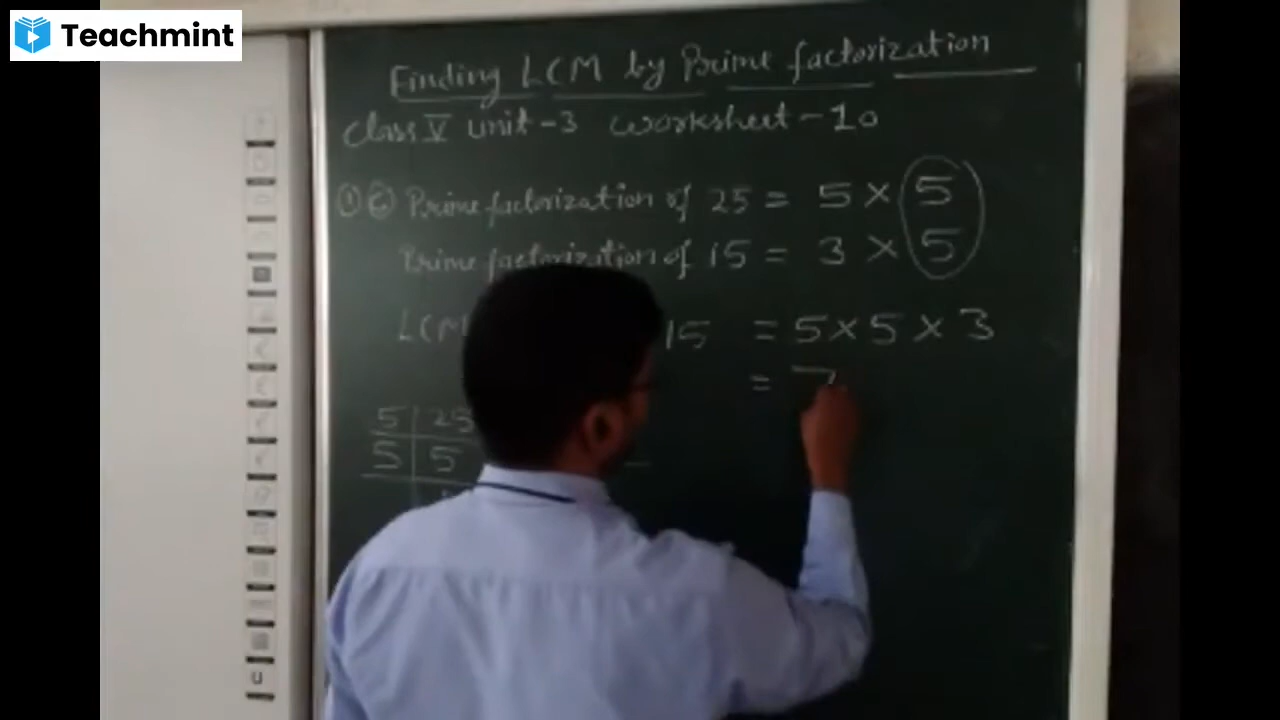 Teachmint
Finding LCM by Prime factorization
Class V unit-3 worksheet-10
① ⓒ Prime factorization of 25 = 5 × 5
Prime factorization of 15 = 3 × 5
LCM 15 = 5 × 5 × 3
= 7
5 25
5 5